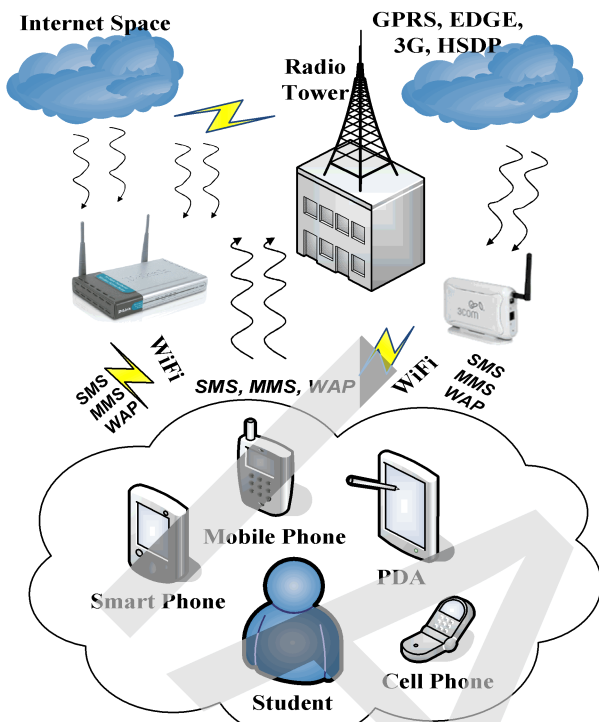 Internet Space
GPRS, EDGE,
3G, HSDP
Radio
Tower
3com
WiFi
WiFi
SMS
MMS
WAP
SMS, MMS, WAP
SMS
MMS
WAP
Mobile Phone
Smart Phone
PDA
Cell Phone
Student